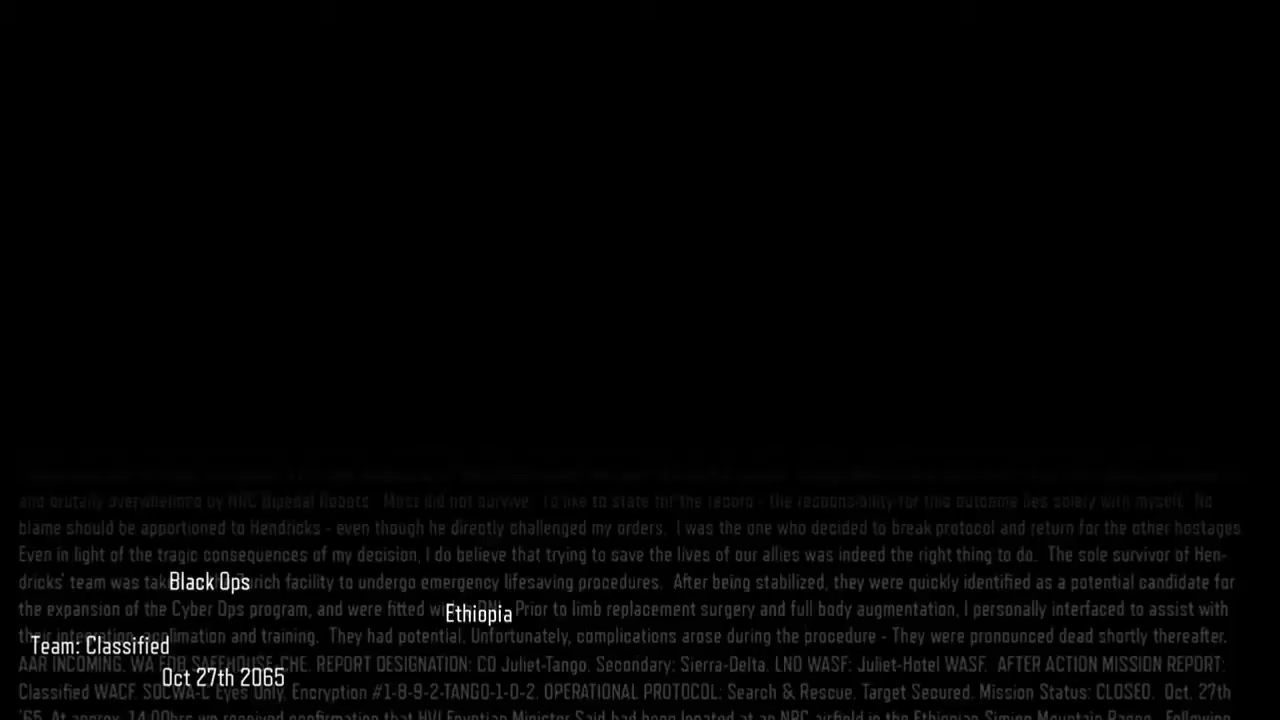 and brutally overwhelmed by NRC Bipedal Robots. Most did not survive. I'd like to state for the record - the responsibility for this outcome lies solely with myself. No
blame should be apportioned to Hendricks - even though he directly challenged my orders. I was the one who decided to break protocol and return for the other hostages
Even in light of the tragic consequences of my decision, I do believe that trying to save the lives of our allies was indeed the right thing to do. The sole survivor of Hen-
dricks' team was rich facility to undergo emergency lifesaving procedures. After being stabilized, they were quickly identified as a potential candidate for
Black Ops
the expansion of the Cyber Ops program, and were fitted Prior to limb replacement surgery and full body augmentation, I personally interfaced to assist with
Ethiopia
their and training. They had potential. Unfortunately, complications arose during the procedure - They were pronounced dead shortly thereafter.
Team: Classified
AAR INCOMING. REPORT DESIGNATION: CO Juliet-Tango. Secondary: Sierra-Delta. LNO WASF: Juliet-Hotel WASF. AFTER ACTION MISSION REPORT:
Oct 27th 2065
Classified WACF. Eyes Only. Encryption #1-8-9-2-TANGO-1-0-2. OPERATIONAL PROTOCOL: Search & Rescue. Target Secured. Mission Status: CLOSED. Oct. 27th
'65. At approx. 14.00hrs we received confirmation that HVI Egyptian Minister Said had been located at an NRC airfield in the Ethiopian Simien Mountain Range. Following